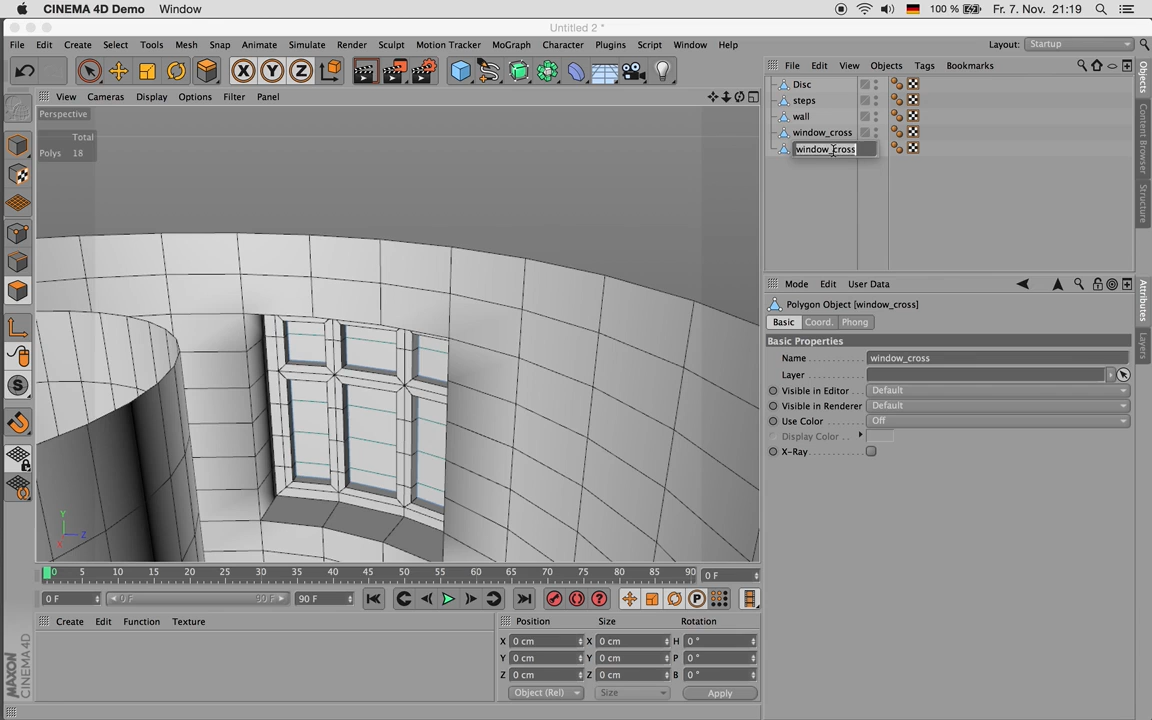 CINEMA 4D Demo Window 100 % Fr. 7. Nov. 21:19
Untitled 2 *
File Edit Create Select Tools Mesh Snap Animate Simulate Render Sculpt Motion Tracker MoGraph Character Plugins Script Window Help Layout: Startup
X Y Z File Edit View Objects Tags Bookmarks
View Cameras Display Options Filter Panel
Perspective
Total
Polys 18
Disc
steps
wall
window_cross
window_cross
Objects
Content Browser
Structure
Mode Edit User Data
Polygon Object [window_cross]
Basic Coord. Phong
Basic Properties
Name window_cross
Layer
Visible in Editor Default
Visible in Renderer Default
Use Color Off
Display Color
X-Ray
Attributes
Layers
S
Y
Z
X
0 5 10 15 20 25 30 35 40 45 50 55 60 65 70 75 80 85 90 0 F
0 F 0 F 90 F 90 F P
Create Edit Function Texture
Position Size Rotation
X 0 cm X 0 cm H 0 °
Y 0 cm Y 0 cm P 0 °
Z 0 cm Z 0 cm B 0 °
Object (Rel) Size Apply
MAXON
CINEMA 4D